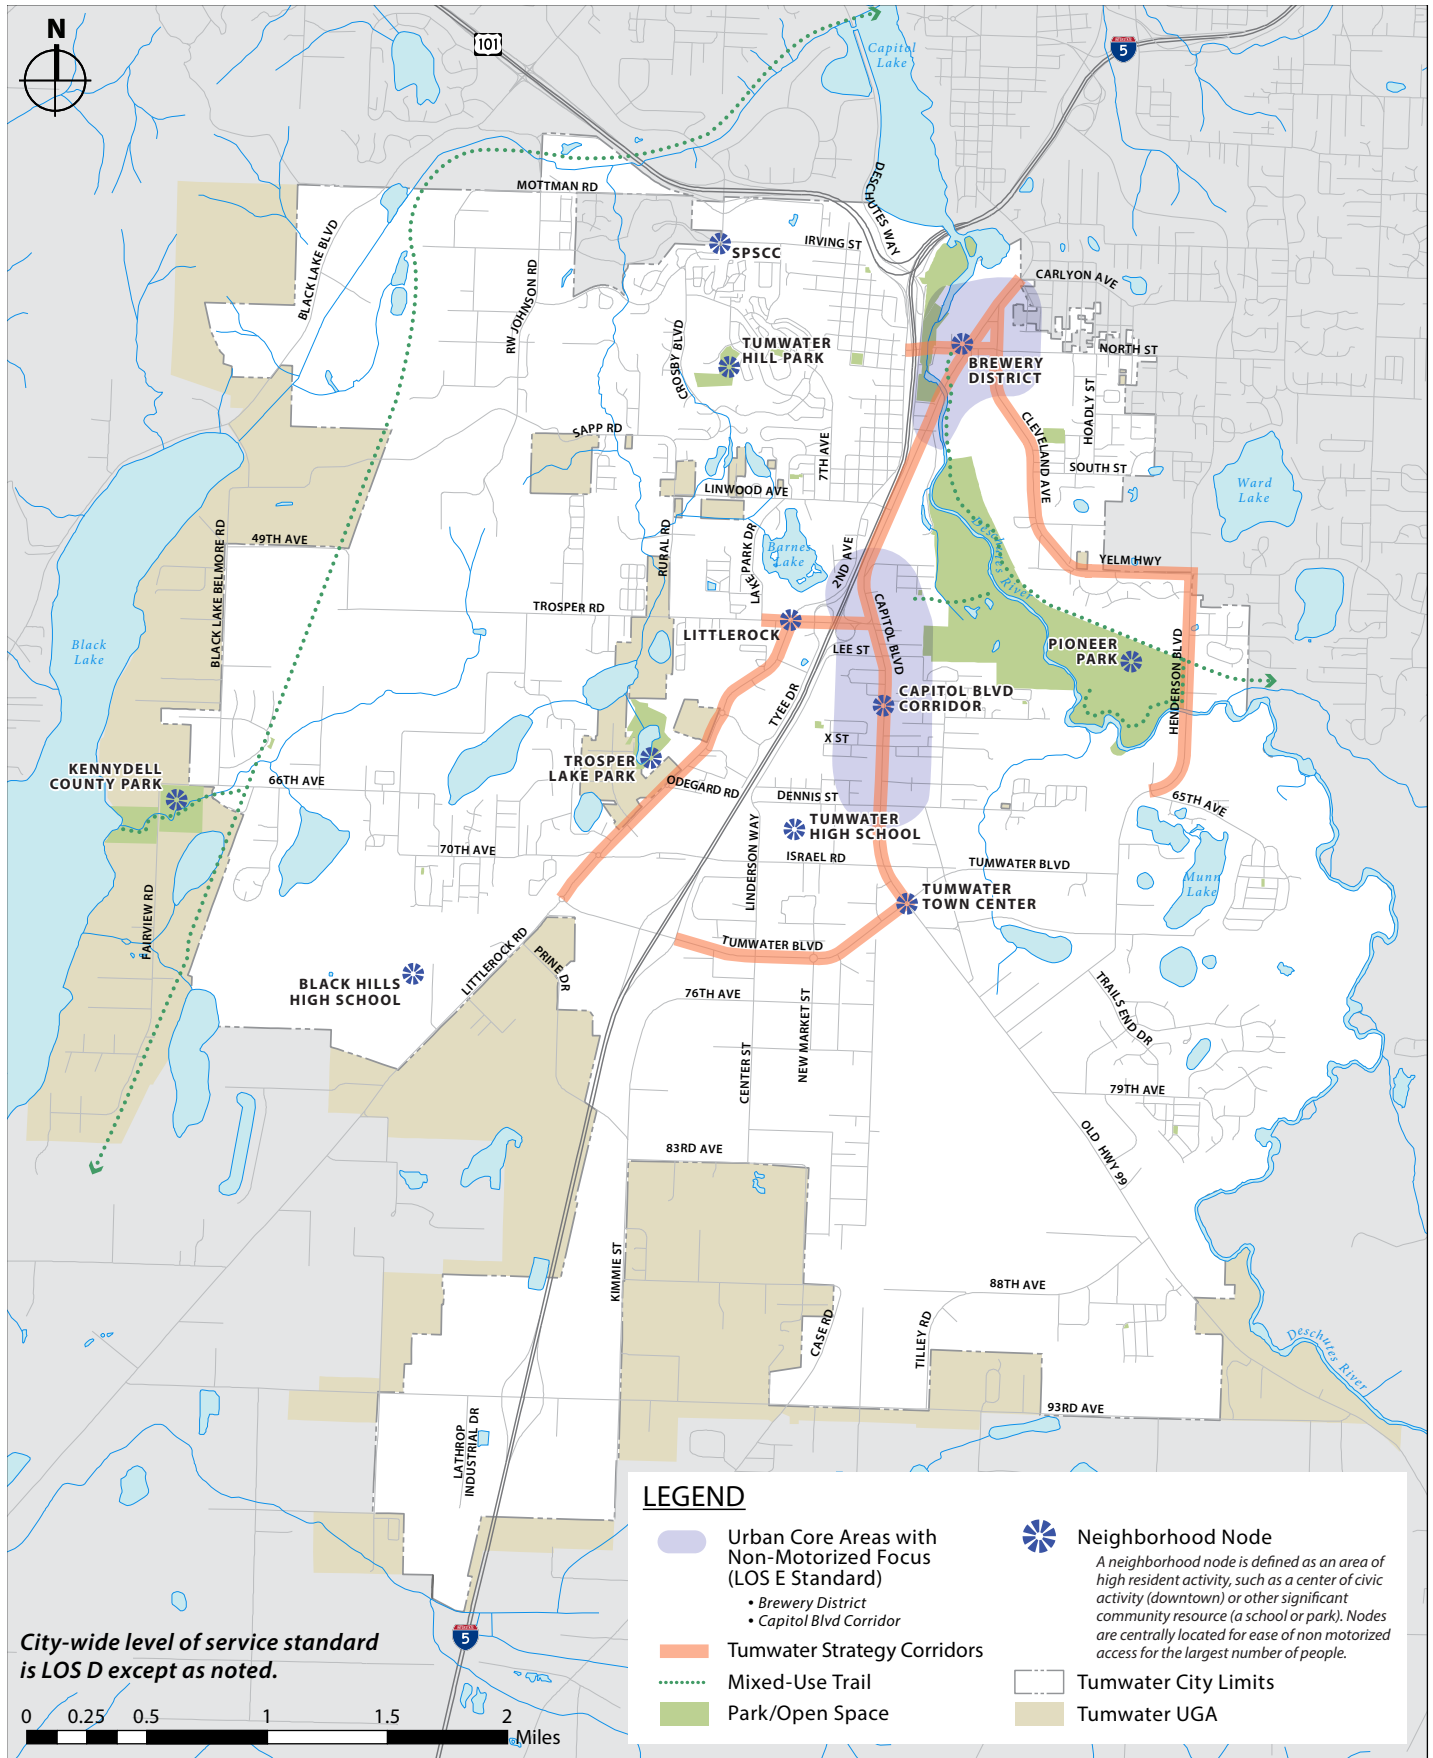 N
101
5
Capitol
Lake
DESCHUTES WAY
MOTTMAN RD
IRVING ST
SPSCC
CARLYON AVE
BLACK LAKE BLVD
RW JOHNSON RD
CROSBY BLVD
TUMWATER
HILL PARK
NORTH ST
BREWERY
DISTRICT
HOADLY ST
CLEVELAND AVE
SAPP RD
7TH AVE
SOUTH ST
LINWOOD AVE
Ward
Lake
49TH AVE
BLACK LAKE BELMORE RD
RURAL RD
LAKE PARK DR
Barnes
Lake
2ND AVE
Deschutes River
YELM HWY
TROSPER RD
LITTLEROCK
CAPITOL BLVD
LEE ST
PIONEER
PARK
HENDERSON BLVD
Black
Lake
TYEE DR
CAPITOL BLVD
CORRIDOR
X ST
TROSPER
LAKE PARK
KENNYDELL
COUNTY PARK
66TH AVE
ODEGARD RD
DENNIS ST
65TH AVE
TUMWATER
HIGH SCHOOL
LINDERSON WAY
70TH AVE
ISRAEL RD
TUMWATER BLVD
Munn
Lake
TUMWATER
TOWN CENTER
FAIRVIEW RD
TUMWATER BLVD
LITTLEROCK RD
PRINE DR
BLACK HILLS
HIGH SCHOOL
76TH AVE
NEW MARKET ST
TRAILS END DR
CENTER ST
79TH AVE
OLD HWY 99
83RD AVE
KIMMIE ST
88TH AVE
CASE RD
TILLEY RD
Deschutes River
93RD AVE
LATHROP
INDUSTRIAL DR
5
City-wide level of service standard
is LOS D except as noted.
0 0.25 0.5 1 1.5 2
Miles
LEGEND
Urban Core Areas with
Non-Motorized Focus
(LOS E Standard)
• Brewery District
• Capitol Blvd Corridor
Tumwater Strategy Corridors
Mixed-Use Trail
Park/Open Space
Neighborhood Node
A neighborhood node is defined as an area of
high resident activity, such as a center of civic
activity (downtown) or other significant
community resource (a school or park). Nodes
are centrally located for ease of non motorized
access for the largest number of people.
Tumwater City Limits
Tumwater UGA